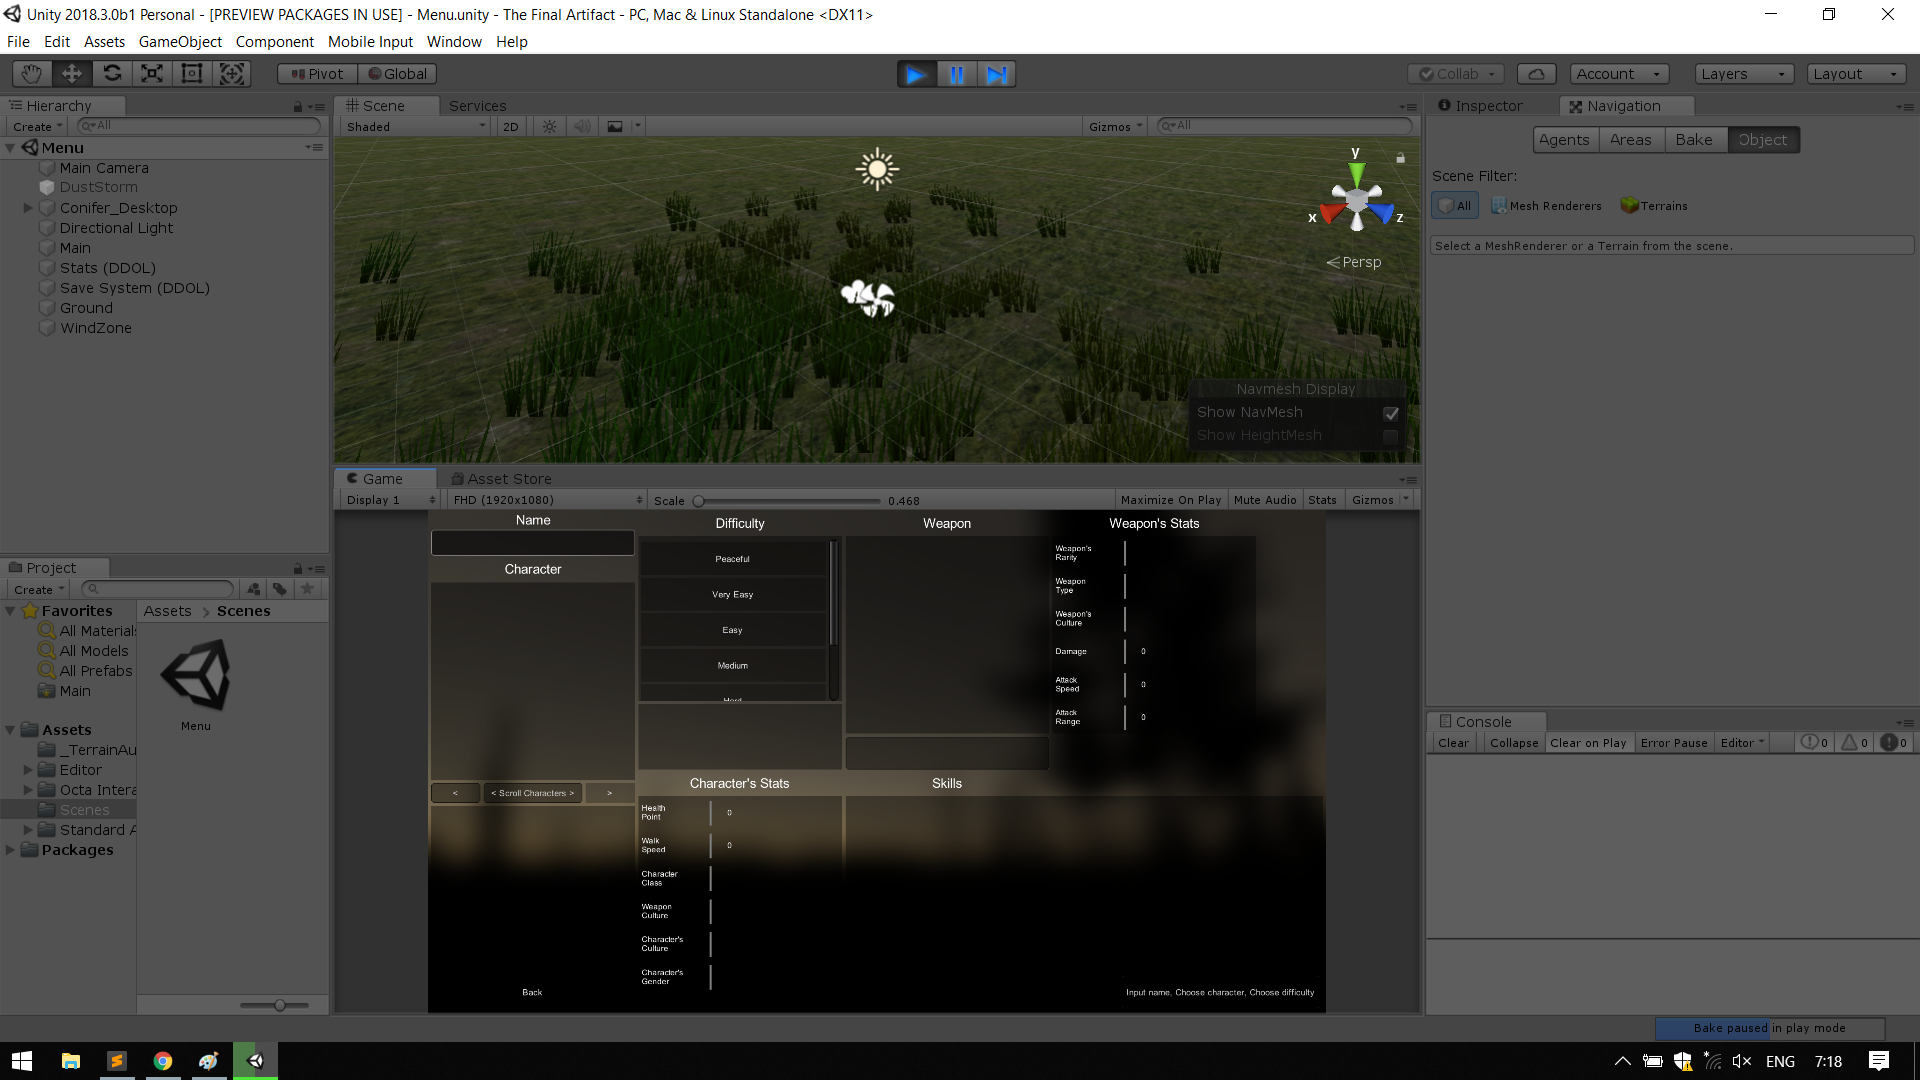 Unity 2018.3.0b1 Personal - [PREVIEW PACKAGES IN USE] - Menu.unity - The Final Artifact - PC, Mac & Linux Standalone <DX11>
File Edit Assets GameObject Component Mobile Input Window Help
Pivot Global Collab Account Layers Layout
Hierarchy
Create All
Menu
Main Camera
DustStorm
Conifer_Desktop
Directional Light
Main
Stats (DDOL)
Save System (DDOL)
Ground
WindZone
Scene Services
Shaded 2D Gizmos All
y
x z
Persp
Navmesh Display
Show NavMesh
Show HeightMesh
Inspector Navigation
Agents Areas Bake Object
Scene Filter:
All Mesh Renderers Terrains
Select a MeshRenderer or a Terrain from the scene.
Project
Create
Favorites
All Materials
All Models
All Prefabs
Main
Assets
_TerrainAu
Editor
Octa Intera
Scenes
Standard A
Packages
Assets > Scenes
Menu
Game Asset Store
Display 1 FHD (1920x1080) Scale 0.468 Maximize On Play Mute Audio Stats Gizmos
Name
Character
< < Scroll Characters > >
Back
Difficulty
Peaceful
Very Easy
Easy
Medium
Hard
Character's Stats
Health
Point 0
Walk
Speed 0
Character
Class
Weapon
Culture
Character's
Culture
Character's
Gender
Weapon
Skills
Weapon's Stats
Weapon's
Rarity
Weapon
Type
Weapon's
Culture
Damage 0
Attack
Speed 0
Attack
Range 0
Input name, Choose character, Choose difficulty
Console
Clear Collapse Clear on Play Error Pause Editor 0 0 0
Bake paused in play mode
ENG 7:18